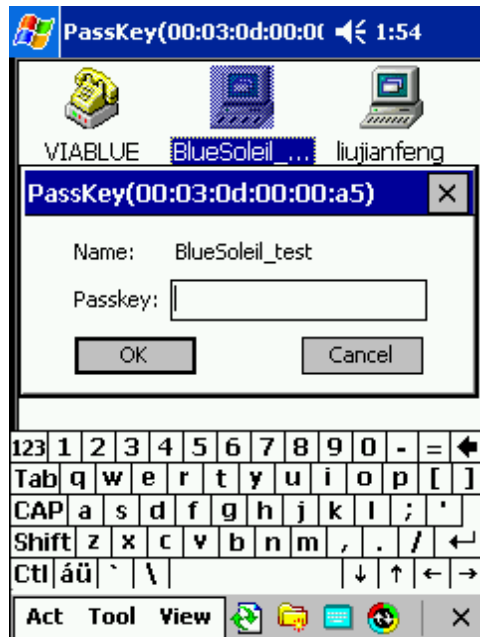 PassKey(00:03:0d:00:0( 1:54
VIABLUE BlueSoleil_... liujianfeng
PassKey(00:03:0d:00:00:a5)
Name: BlueSoleil_test
Passkey:
OK Cancel
123 1 2 3 4 5 6 7 8 9 0 - =
Tab q w e r t y u i o p [ ]
CAP a s d f g h j k l ; '
Shift z x c v b n m , . /
Ctl áü ` \ ↓ ↑ ← →
Act Tool View